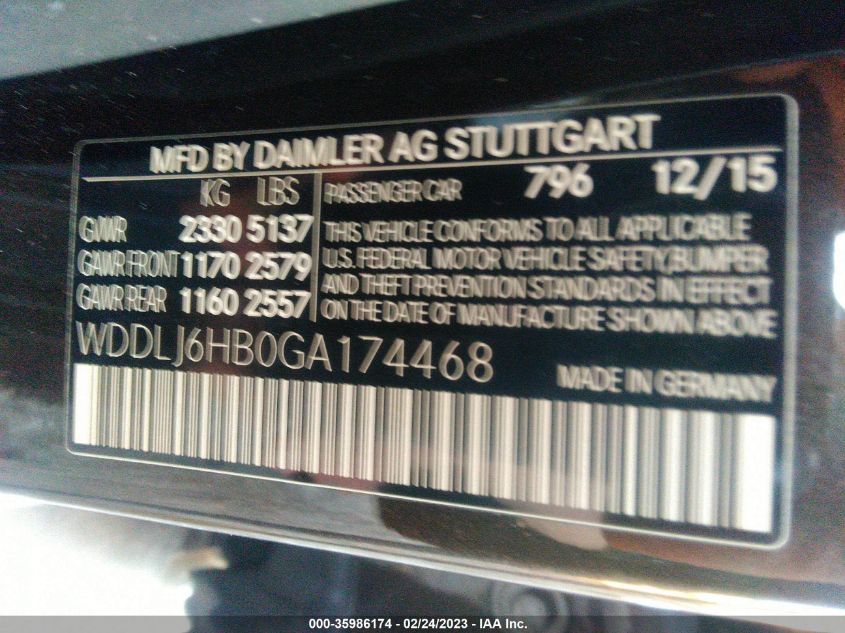 MFD BY DAIMLER AG STUTTGART
KG LBS
GVWR 2330 5137
GAWR FRONT 1170 2579
GAWR REAR 1160 2557
PASSENGER CAR 796 12/15
THIS VEHICLE CONFORMS TO ALL APPLICABLE
U.S. FEDERAL MOTOR VEHICLE SAFETY, BUMPER
AND THEFT PREVENTION STANDARDS IN EFFECT
ON THE DATE OF MANUFACTURE SHOWN ABOVE
WDDLJ6HB0GA174468
MADE IN GERMANY
000-35986174 / 02/24/2023 / IAA Inc.